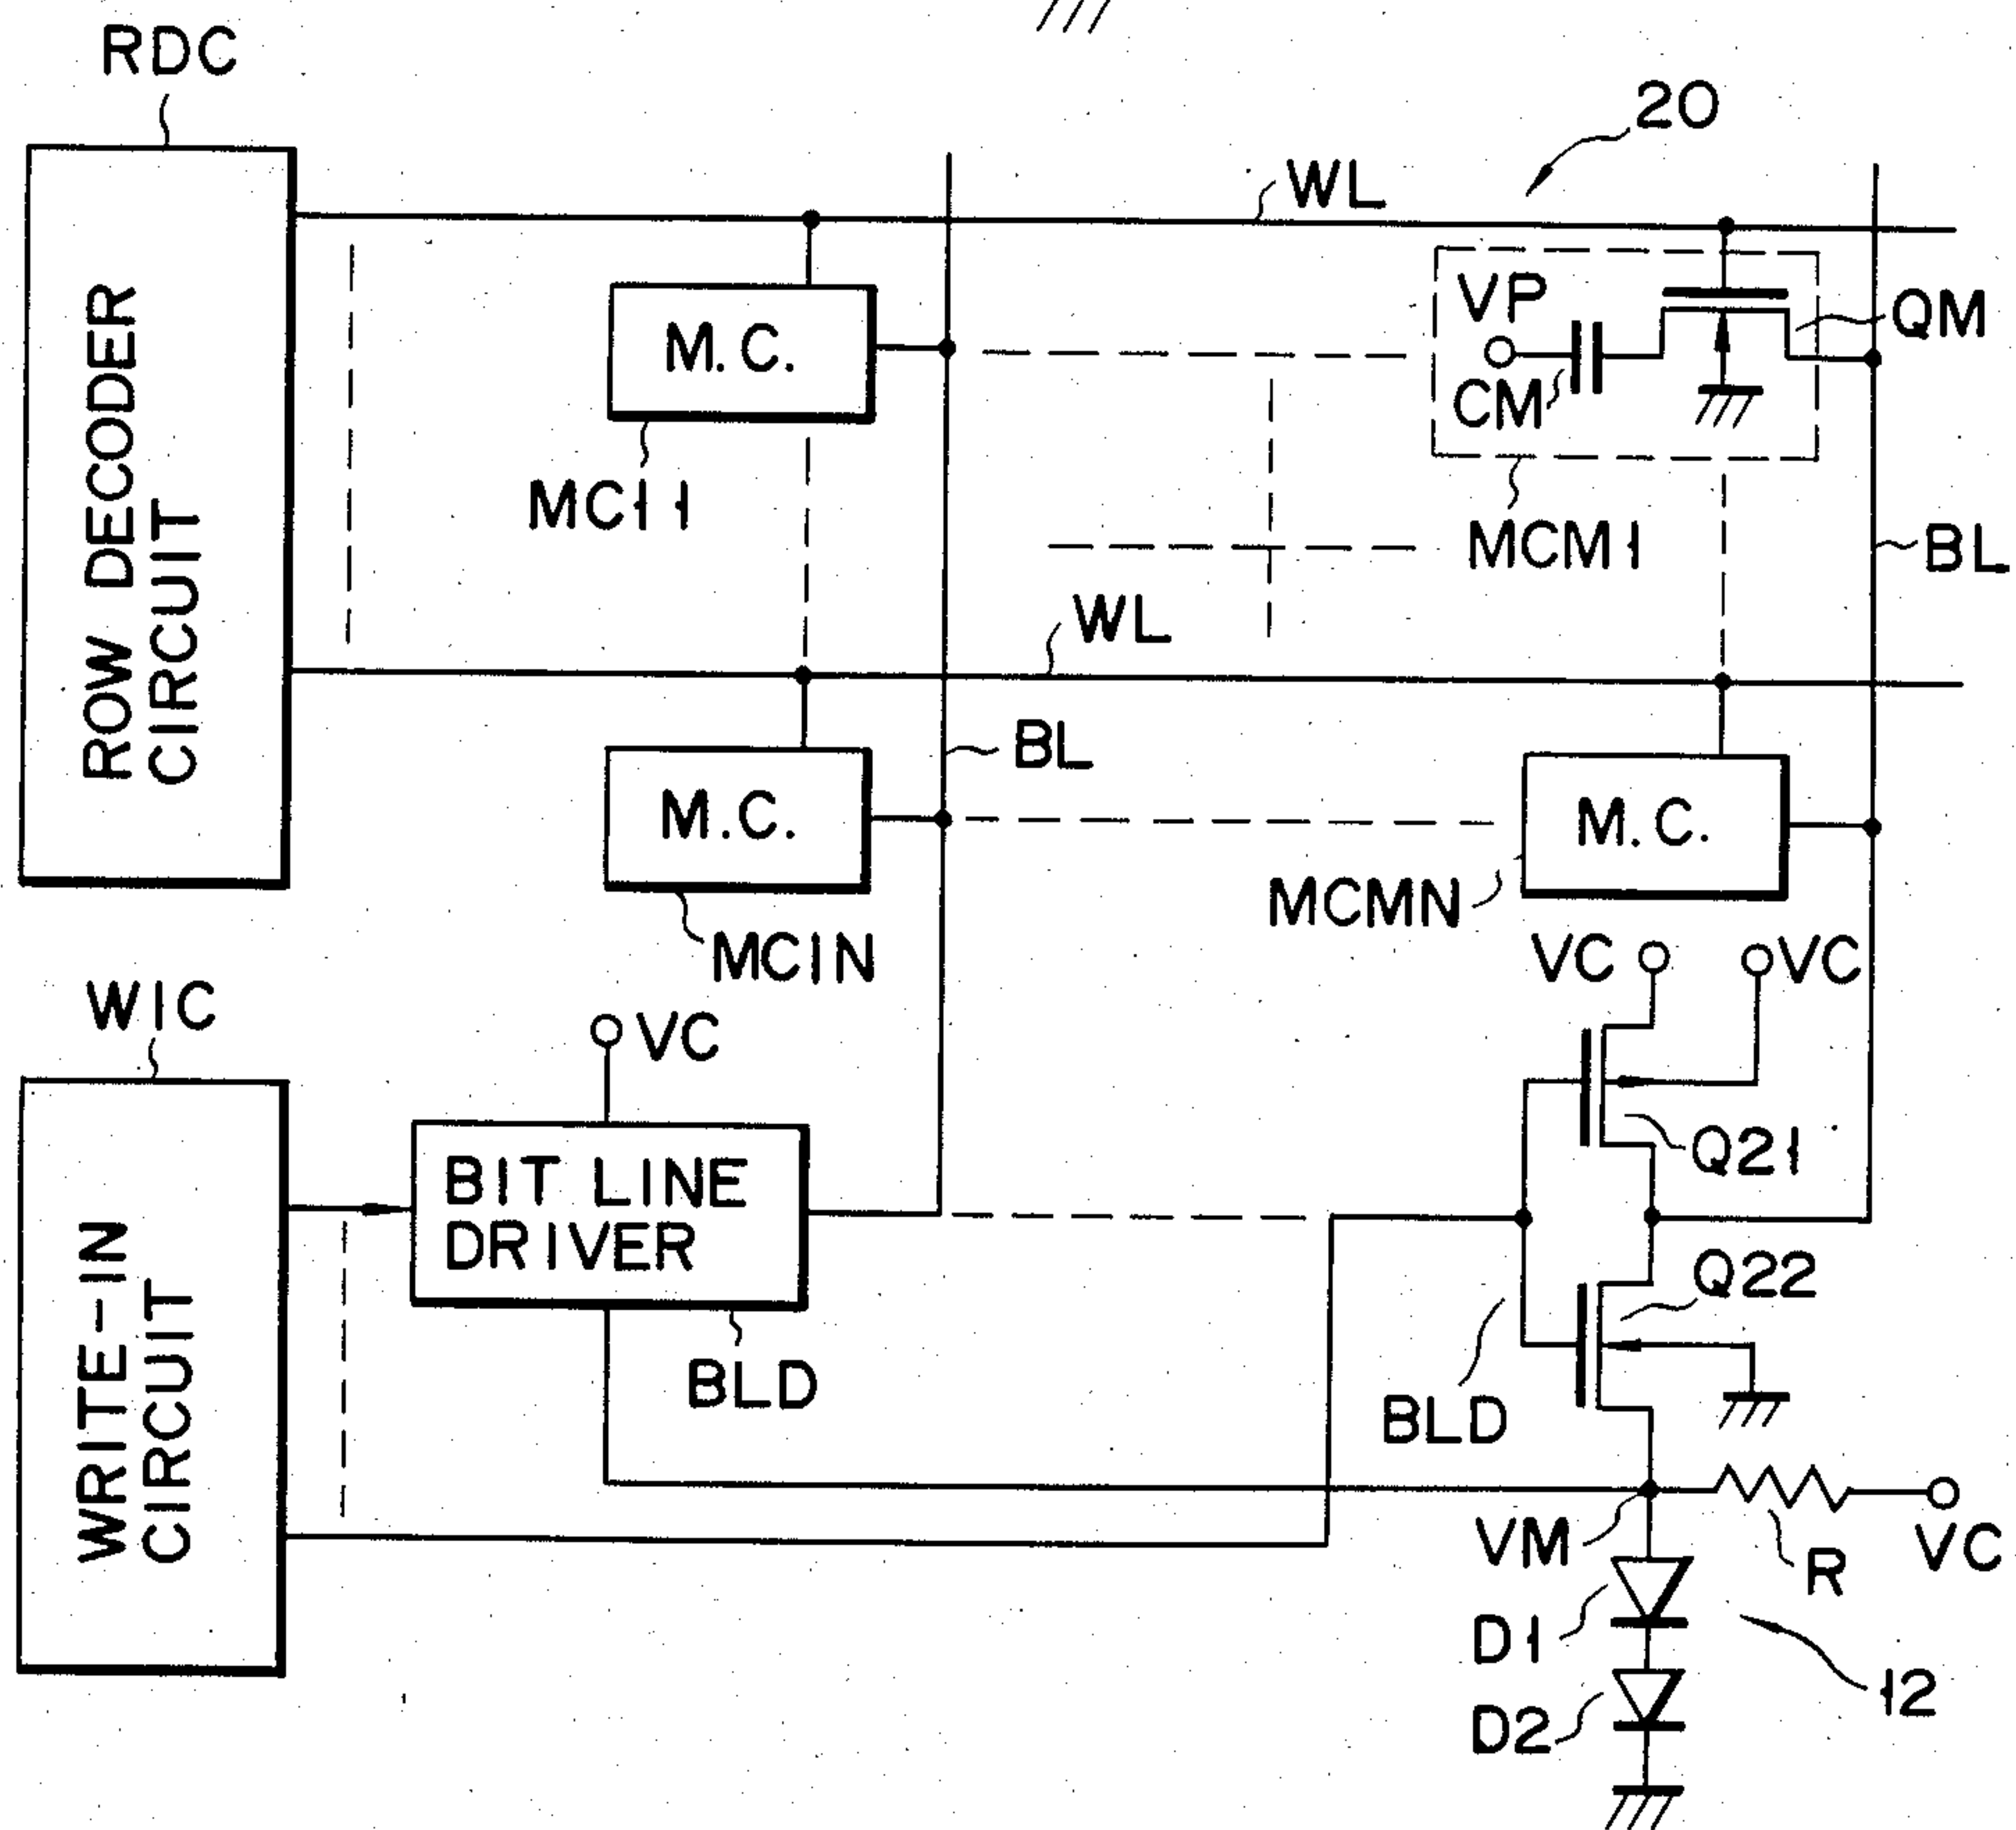 RDC
20
WL
ROW DECODER
CIRCUIT
M.C.
VP
QM
CM
MC11
MCM1
BL
WL
BL
M.C.
M.C.
MCMN
MC1N
VC
VC
WIC
VC
Q21
BIT LINE
DRIVER
WRITE-IN
CIRCUIT
Q22
BLD
BLD
VM
R
VC
D1
12
D2